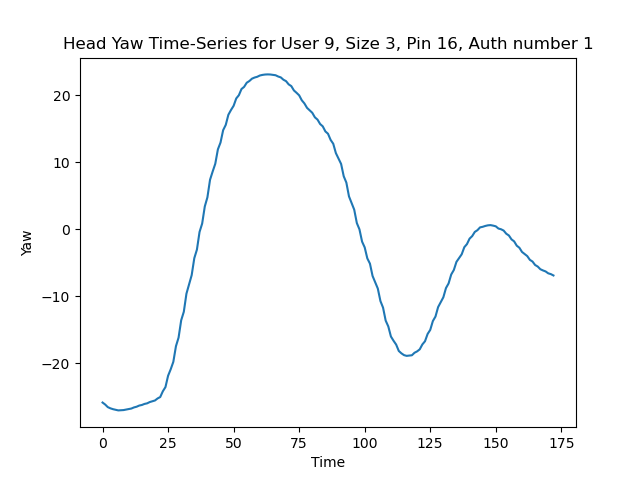 Head Yaw Time-Series for User 9, Size 3, Pin 16, Auth number 1
20
10
0
−10
−20
Yaw
0 25 50 75 100 125 150 175
Time